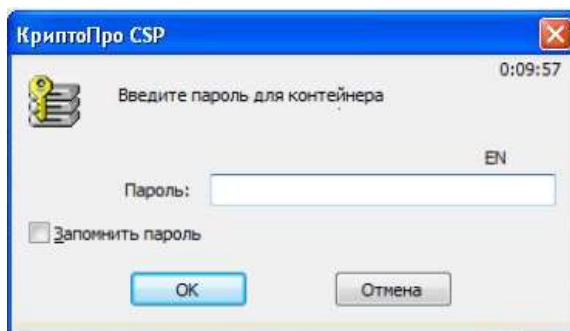 КриптоПро CSP
0:09:57
Введите пароль для контейнера
EN
Пароль:
Запомнить пароль
OK
Отмена